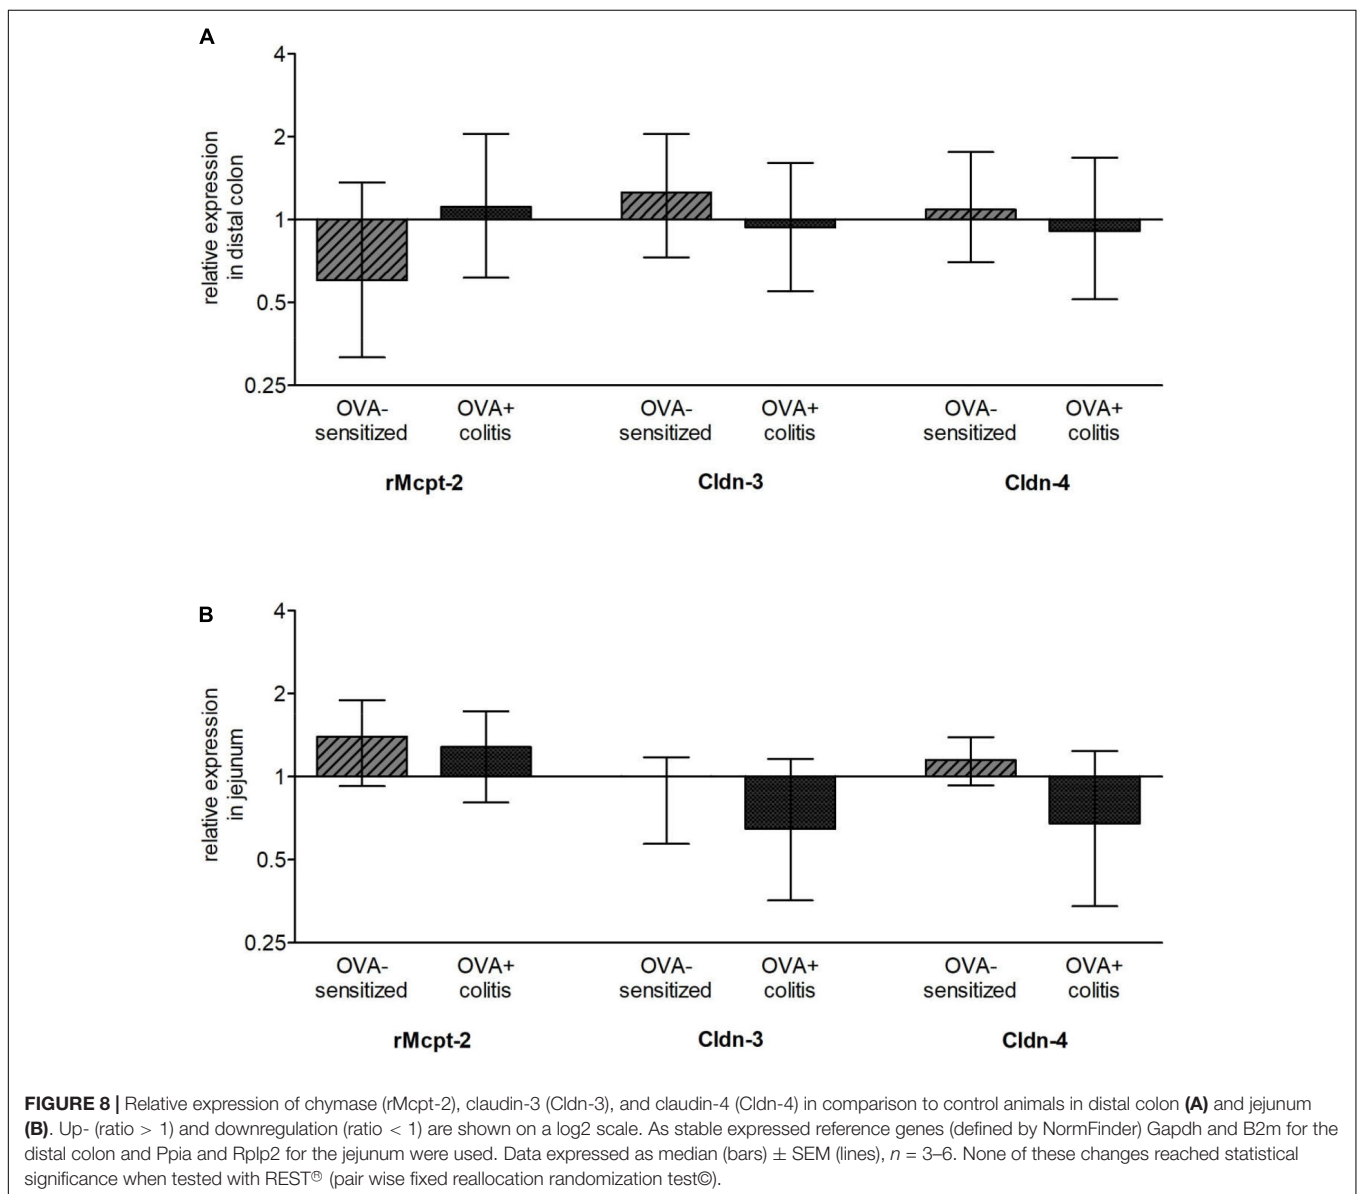 A
4
2
1
0.5
0.25
relative expression
in distal colon
OVA-
sensitized
OVA+
colitis
OVA-
sensitized
OVA+
colitis
OVA-
sensitized
OVA+
colitis
rMcpt-2
Cldn-3
Cldn-4
B
4
2
1
0.5
0.25
relative expression
in jejunum
OVA-
sensitized
OVA+
colitis
OVA-
sensitized
OVA+
colitis
OVA-
sensitized
OVA+
colitis
rMcpt-2
Cldn-3
Cldn-4
FIGURE 8 | Relative expression of chymase (rMcpt-2), claudin-3 (Cldn-3), and claudin-4 (Cldn-4) in comparison to control animals in distal colon (A) and jejunum
(B). Up- (ratio > 1) and downregulation (ratio < 1) are shown on a log2 scale. As stable expressed reference genes (defined by NormFinder) Gapdh and B2m for the
distal colon and Ppia and Rplp2 for the jejunum were used. Data expressed as median (bars) ± SEM (lines), n = 3–6. None of these changes reached statistical
significance when tested with REST® (pair wise fixed reallocation randomization test©).